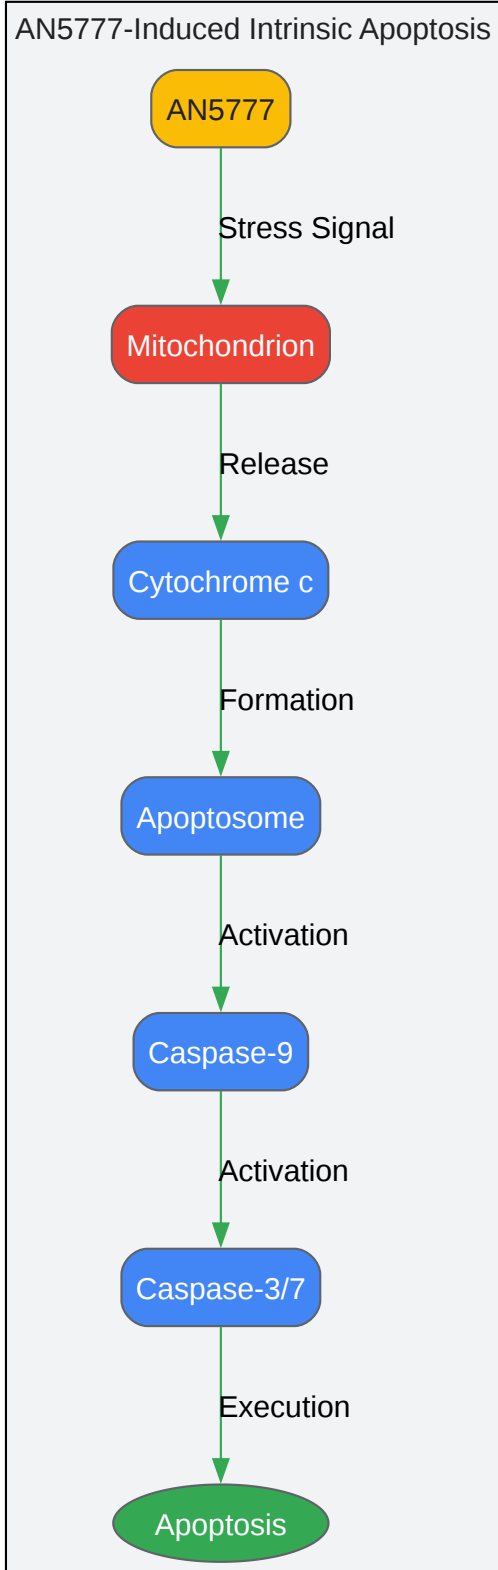 AN5777-Induced Intrinsic Apoptosis
AN5777
Stress Signal
Mitochondrion
Release
Cytochrome c
Formation
Apoptosome
Activation
Caspase-9
Activation
Caspase-3/7
Execution
Apoptosis